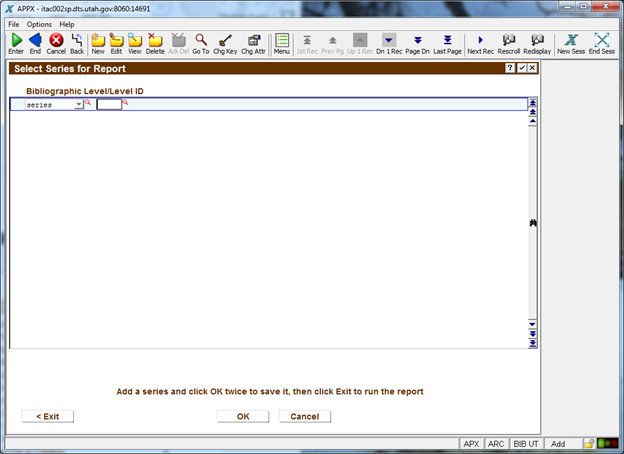 APPX - itac002sp.dts.utah.gov:8060:14691
File Options
Enter End Cancel Back New Edit View Delete Ack Del Go To Chg Key Chg Attr Menu 1st Rec Prev Pg Up 1 Rec Dn 1 Rec Page Dn Last Page Next Rec Rescroll Redisplay New Sess End Sess
Select Series for Report
Bibliographic Level/Level ID
series
Add a series and click OK twice to save it, then click Exit to run the report
< Exit OK Cancel
APX ARC BIB UT Add